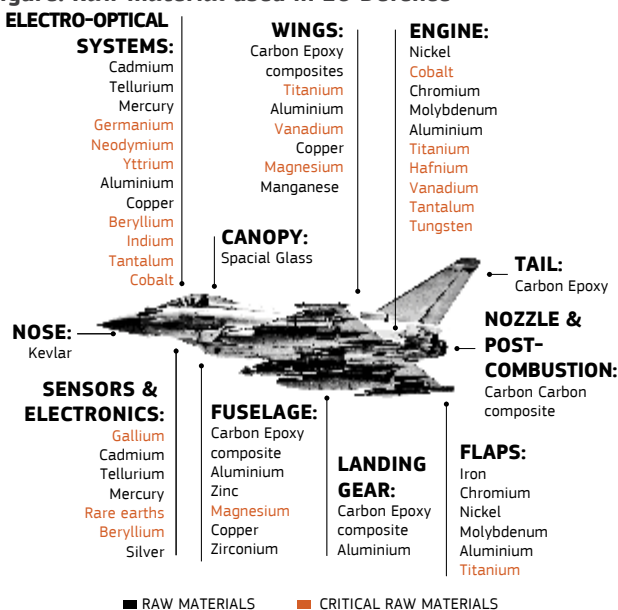 ELECTRO-OPTICAL
SYSTEMS:
Cadmium
Tellurium
Mercury
Germanium
Neodymium
Yttrium
Aluminium
Copper
Beryllium
Indium
Tantalum
Cobalt
WINGS:
Carbon Epoxy
composites
Titanium
Aluminium
Vanadium
Copper
Magnesium
Manganese
ENGINE:
Nickel
Cobalt
Chromium
Molybdenum
Aluminium
Titanium
Hafnium
Vanadium
Tantalum
Tungsten
CANOPY:
Spacial Glass
TAIL:
Carbon Epoxy
NOSE:
Kevlar
NOZZLE &
POST-
COMBUSTION:
Carbon Carbon
composite
SENSORS &
ELECTRONICS:
Gallium
Cadmium
Tellurium
Mercury
Rare earths
Beryllium
Silver
FUSELAGE:
Carbon Epoxy
composite
Aluminium
Zinc
Magnesium
Copper
Zirconium
LANDING
GEAR:
Carbon Epoxy
composite
Aluminium
FLAPS:
Iron
Chromium
Nickel
Molybdenum
Aluminium
Titanium
RAW MATERIALS
CRITICAL RAW MATERIALS